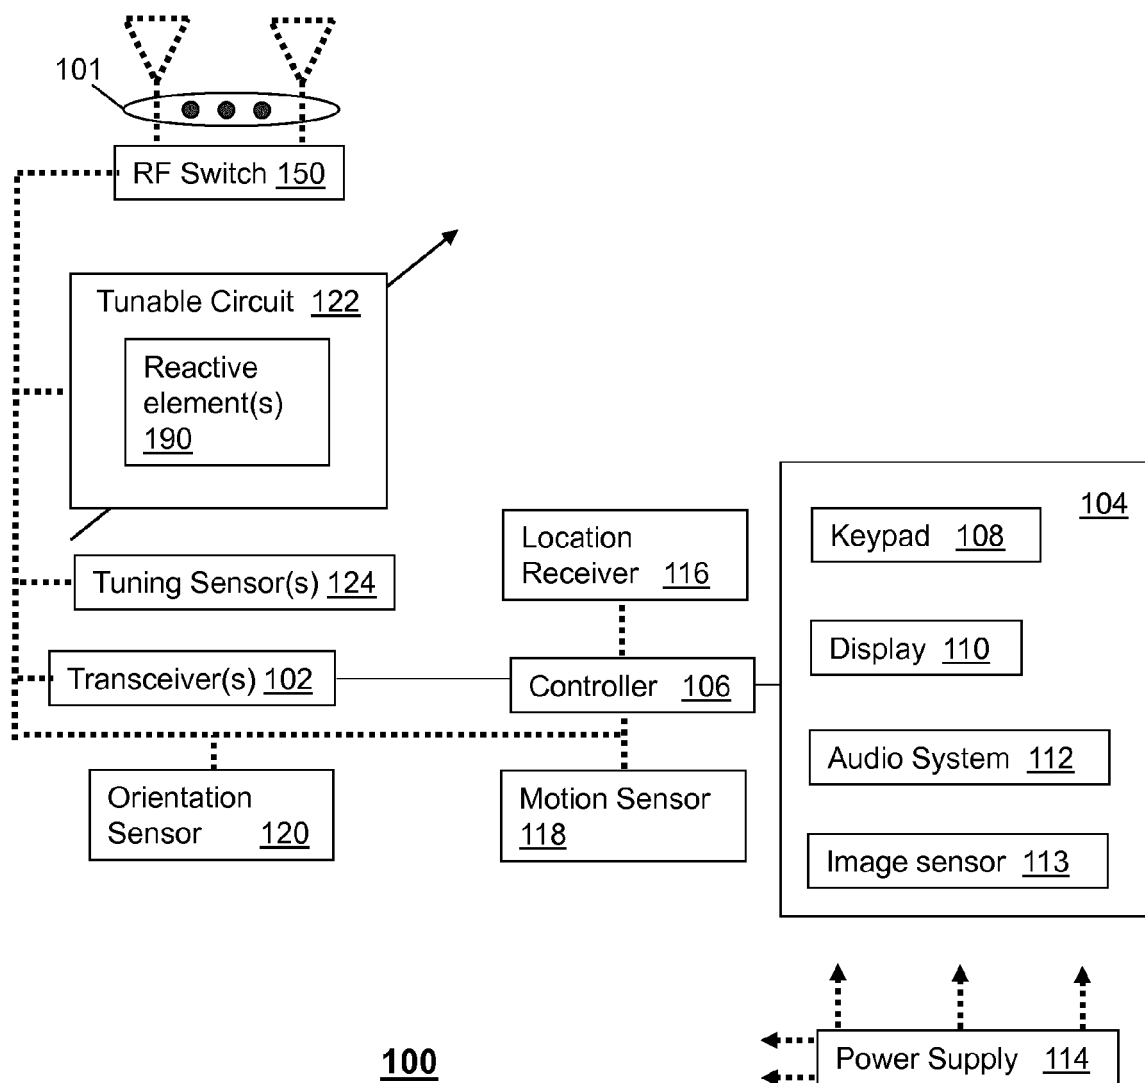 101
RF Switch 150
Tunable Circuit 122
Reactive
element(s)
190
Tuning Sensor(s) 124
Transceiver(s) 102
Orientation
Sensor 120
Location
Receiver 116
Controller 106
Motion Sensor
118
104
Keypad 108
Display 110
Audio System 112
Image sensor 113
Power Supply 114
100